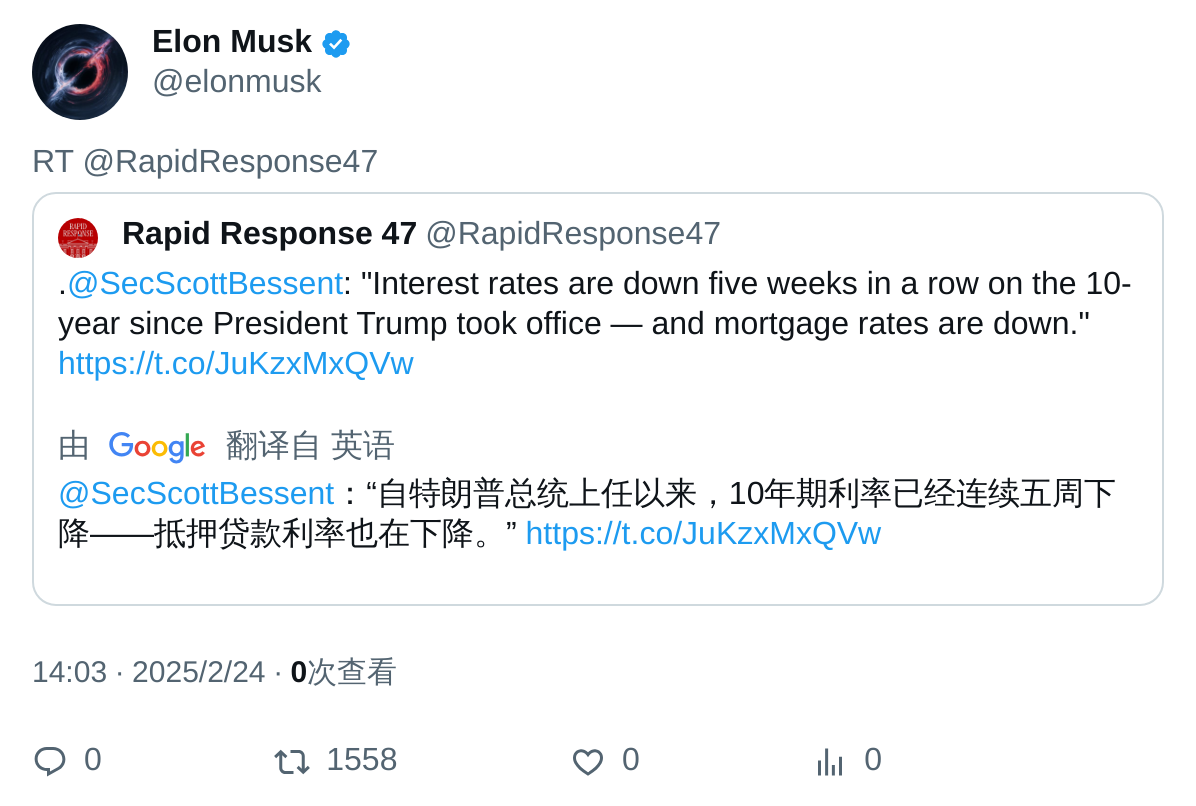 Elon Musk
@elonmusk
RT @RapidResponse47
RAPID
RESPONSE
Rapid Response 47 @RapidResponse47
.@SecScottBessent: "Interest rates are down five weeks in a row on the 10-
year since President Trump took office — and mortgage rates are down."
https://t.co/JuKzxMxQVw
由 Google 翻译自 英语
@SecScottBessent：“自特朗普总统上任以来，10年期利率已经连续五周下
降——抵押贷款利率也在下降。” https://t.co/JuKzxMxQVw
14:03 · 2025/2/24 · 0次查看
0 1558 0 0